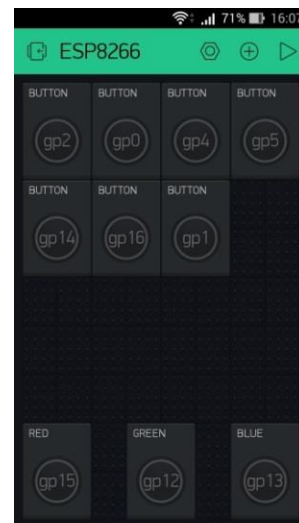 71% 16:07
ESP8266
BUTTON BUTTON BUTTON BUTTON
gp2 gp0 gp4 gp5
BUTTON BUTTON BUTTON
gp14 gp16 gp1
RED GREEN BLUE
gp15 gp12 gp13